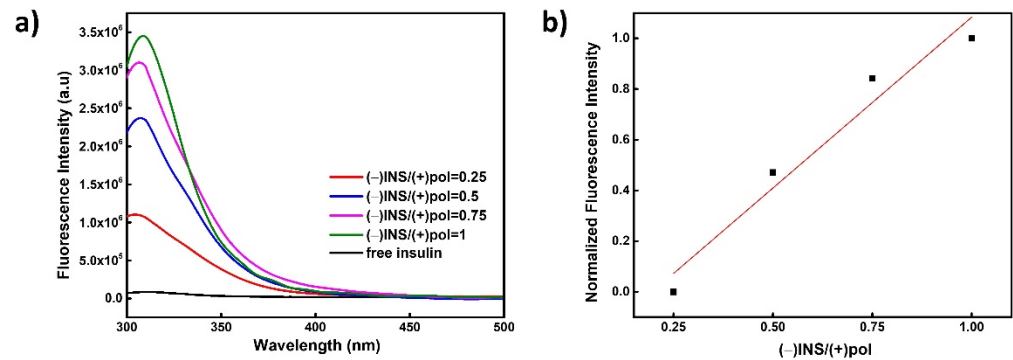 a)
Fluorescence Intensity (a.u)
3.5x10⁶
3.0x10⁶
2.5x10⁶
2.0x10⁶
1.5x10⁶
1.0x10⁶
5.0x10⁵
0.0
300
350
400
450
500
Wavelength (nm)
(−)INS/(+)pol=0.25
(−)INS/(+)pol=0.5
(−)INS/(+)pol=0.75
(−)INS/(+)pol=1
free insulin
b)
Normalized Fluorescence Intensity
1.0
0.8
0.6
0.4
0.2
0.0
0.25
0.50
0.75
1.00
(−)INS/(+)pol